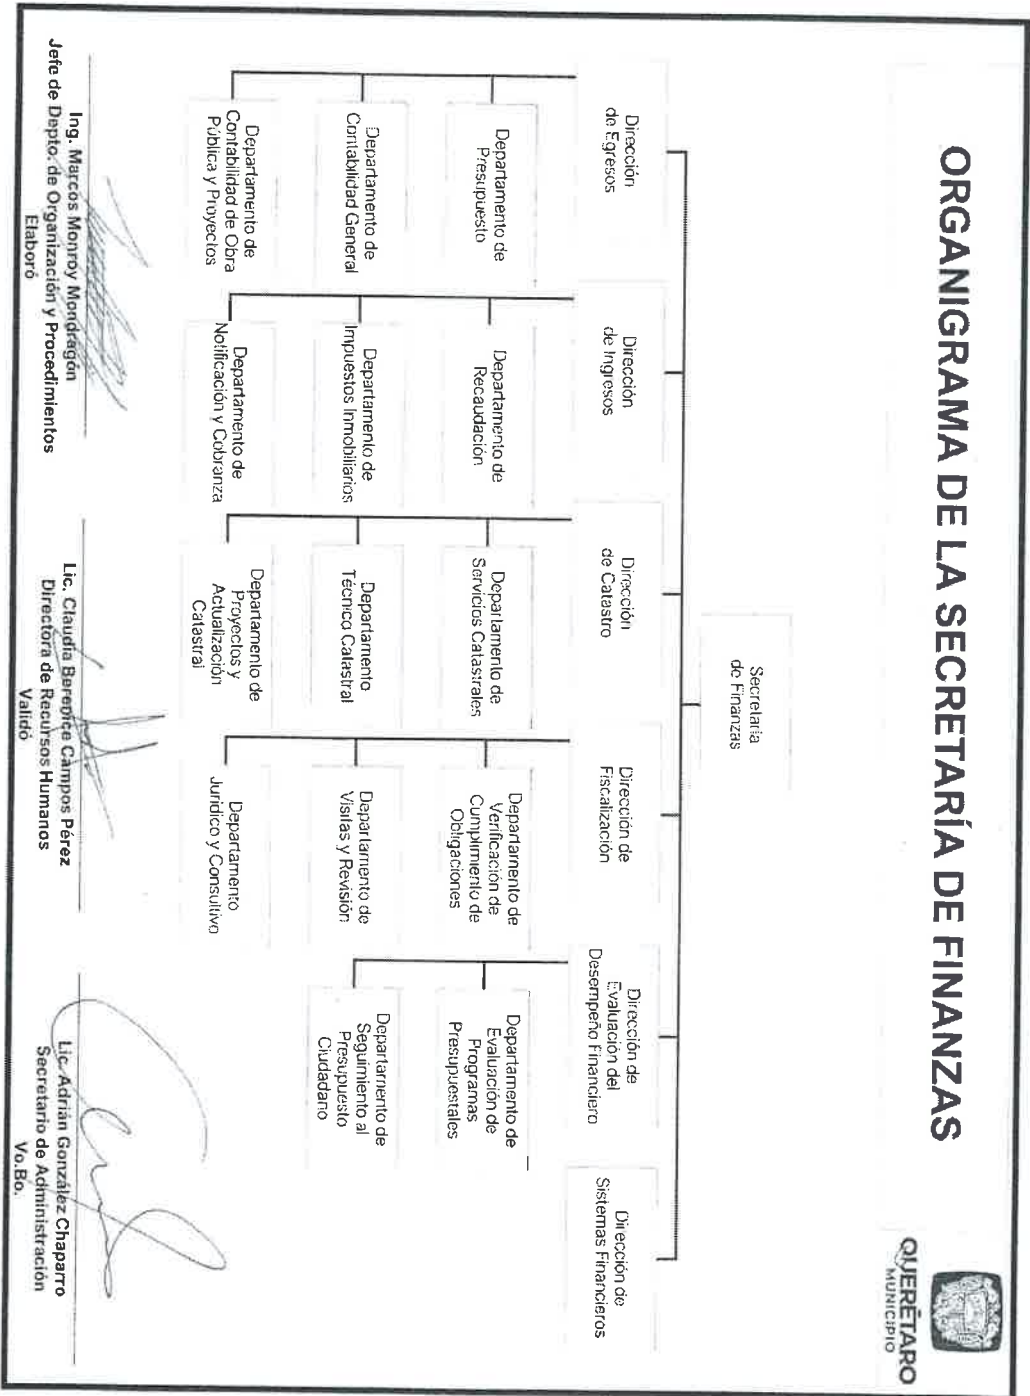 ORGANIGRAMA DE LA SECRETARÍA DE FINANZAS
QUERÉTARO
MUNICIPIO
Secretaria
de Finanzas
Dirección
de Egresos
Departamento de
Presupuesto
Departamento de
Contabilidad General
Departamento de
Contabilidad de Obra
Pública y Proyectos
Dirección
de Ingresos
Departamento de
Recaudación
Departamento de
Impuestos Inmobiliarios
Departamento de
Notificación y Cobranza
Dirección
de Catastro
Departamento de
Servicios Catastrales
Departamento
Técnico Catastral
Departamento de
Proyectos y
Actualización
Catastral
Dirección de
Fiscalización
Departamento de
Verificación de
Cumplimiento de
Obligaciones
Departamento de
Visitas y Revisión
Departamento
Jurídico y Consultivo
Dirección de
Evaluación del
Desempeño Financiero
Departamento de
Evaluación de
Programas
Presupuestales
Departamento de
Seguimiento al
Presupuesto
Ciudadano
Dirección de
Sistemas Financieros
Ing. Marcos Monroy Mondragón
Jefe de Depto. de Organización y Procedimientos
Elaboró
Lic. Claudia Berenice Campos Pérez
Directora de Recursos Humanos
Validó
Lic. Adrián González Chaparro
Secretario de Administración
Vo.Bo.